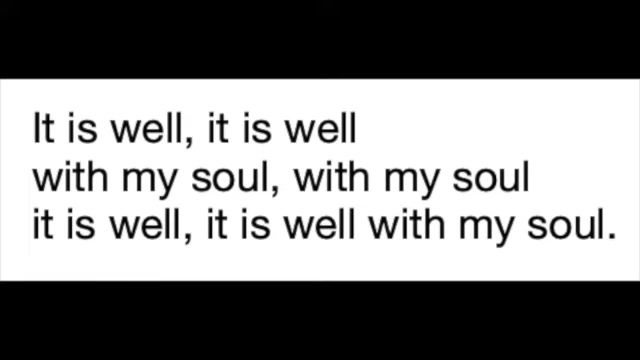 It is well, it is well
with my soul, with my soul
it is well, it is well with my soul.